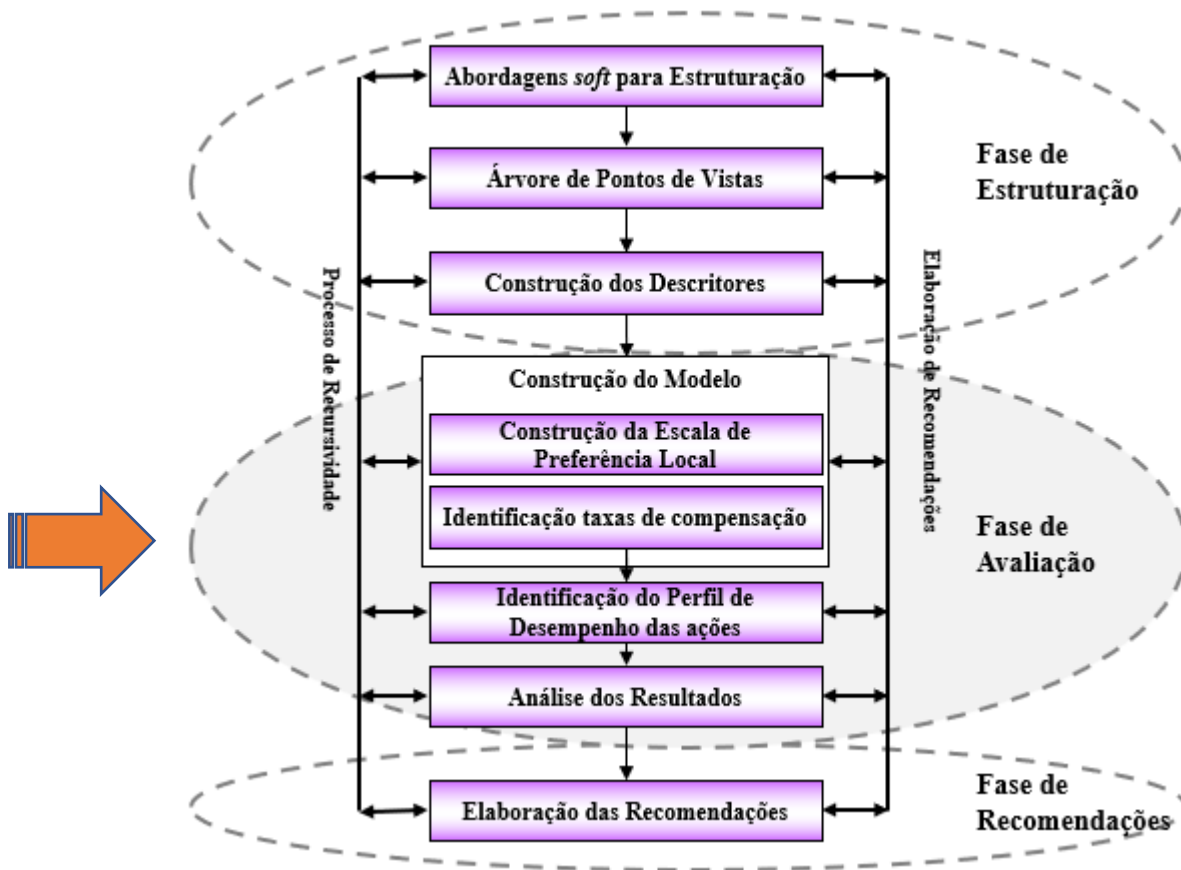 Abordagens soft para Estruturação
Árvore de Pontos de Vistas
Construção dos Descritores
Fase de
Estruturação
Processo de Recursividade
Elaboração de Recomendações
Construção do Modelo
Construção da Escala de
Preferência Local
Identificação taxas de compensação
Identificação do Perfil de
Desempenho das ações
Análise dos Resultados
Fase de
Avaliação
Elaboração das Recomendações
Fase de
Recomendações